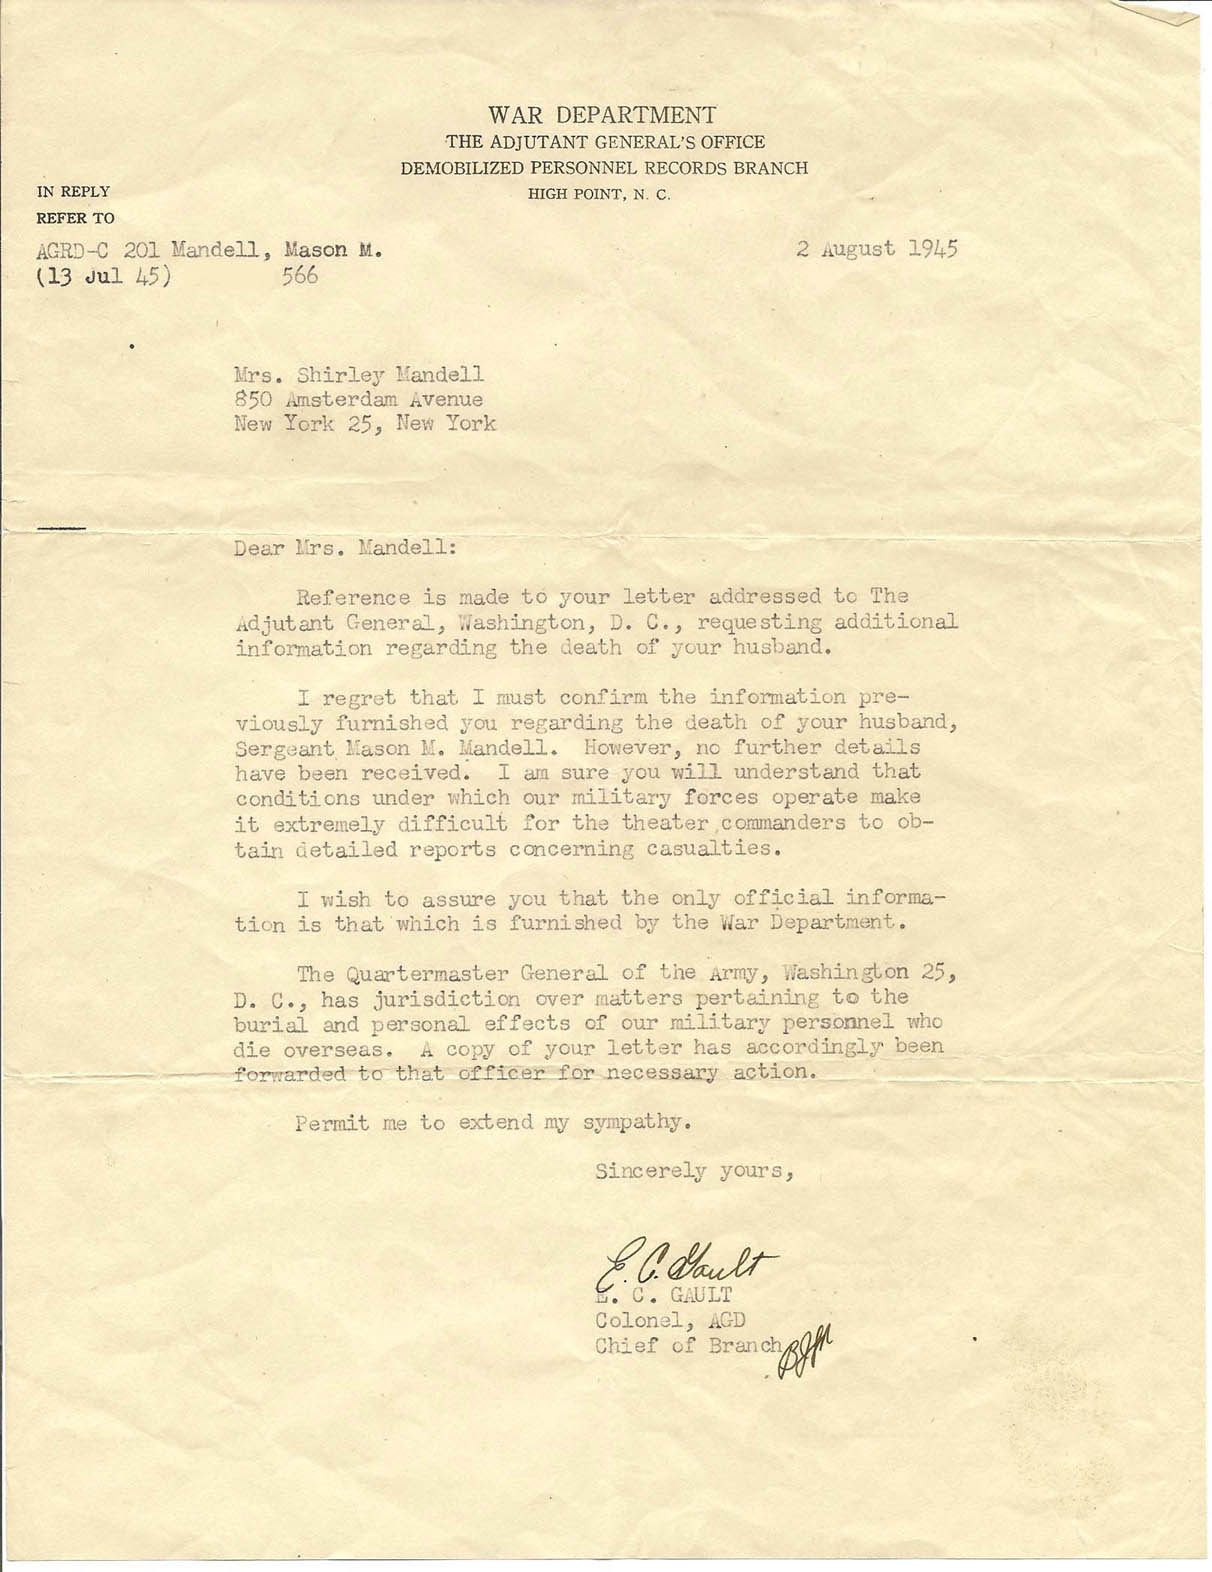 WAR DEPARTMENT
THE ADJUTANT GENERAL'S OFFICE
DEMOBILIZED PERSONNEL RECORDS BRANCH
HIGH POINT, N. C.
IN REPLY
REFER TO
AGRD-C 201 Mandell, Mason M.
(13 Jul 45) 566
2 August 1945
Mrs. Shirley Mandell
850 Amsterdam Avenue
New York 25, New York
Dear Mrs. Mandell:
Reference is made to your letter addressed to The
Adjutant General, Washington, D. C., requesting additional
information regarding the death of your husband.
I regret that I must confirm the information pre-
viously furnished you regarding the death of your husband,
Sergeant Mason M. Mandell. However, no further details
have been received. I am sure you will understand that
conditions under which our military forces operate make
it extremely difficult for the theater commanders to ob-
tain detailed reports concerning casualties.
I wish to assure you that the only official informa-
tion is that which is furnished by the War Department.
The Quartermaster General of the Army, Washington 25,
D. C., has jurisdiction over matters pertaining to the
burial and personal effects of our military personnel who
die overseas. A copy of your letter has accordingly been
forwarded to that officer for necessary action.
Permit me to extend my sympathy.
Sincerely yours,
E. C. Gault
E. C. GAULT
Colonel, AGD
Chief of Branch